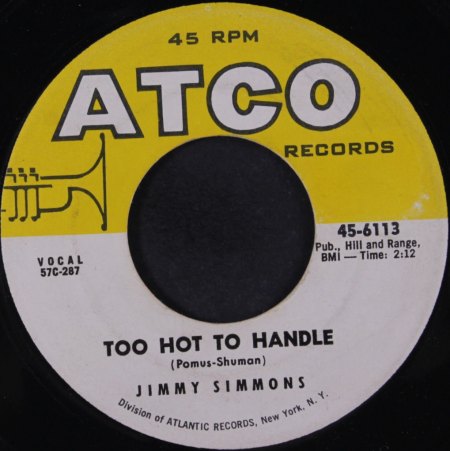 45 RPM
ATCO
RECORDS
45-6113
Pub., Hill and Range,
BMI — Time: 2:12
VOCAL
57C-287
TOO HOT TO HANDLE
(Pomus-Shuman)
JIMMY SIMMONS
Division of ATLANTIC RECORDS, New York, N. Y.